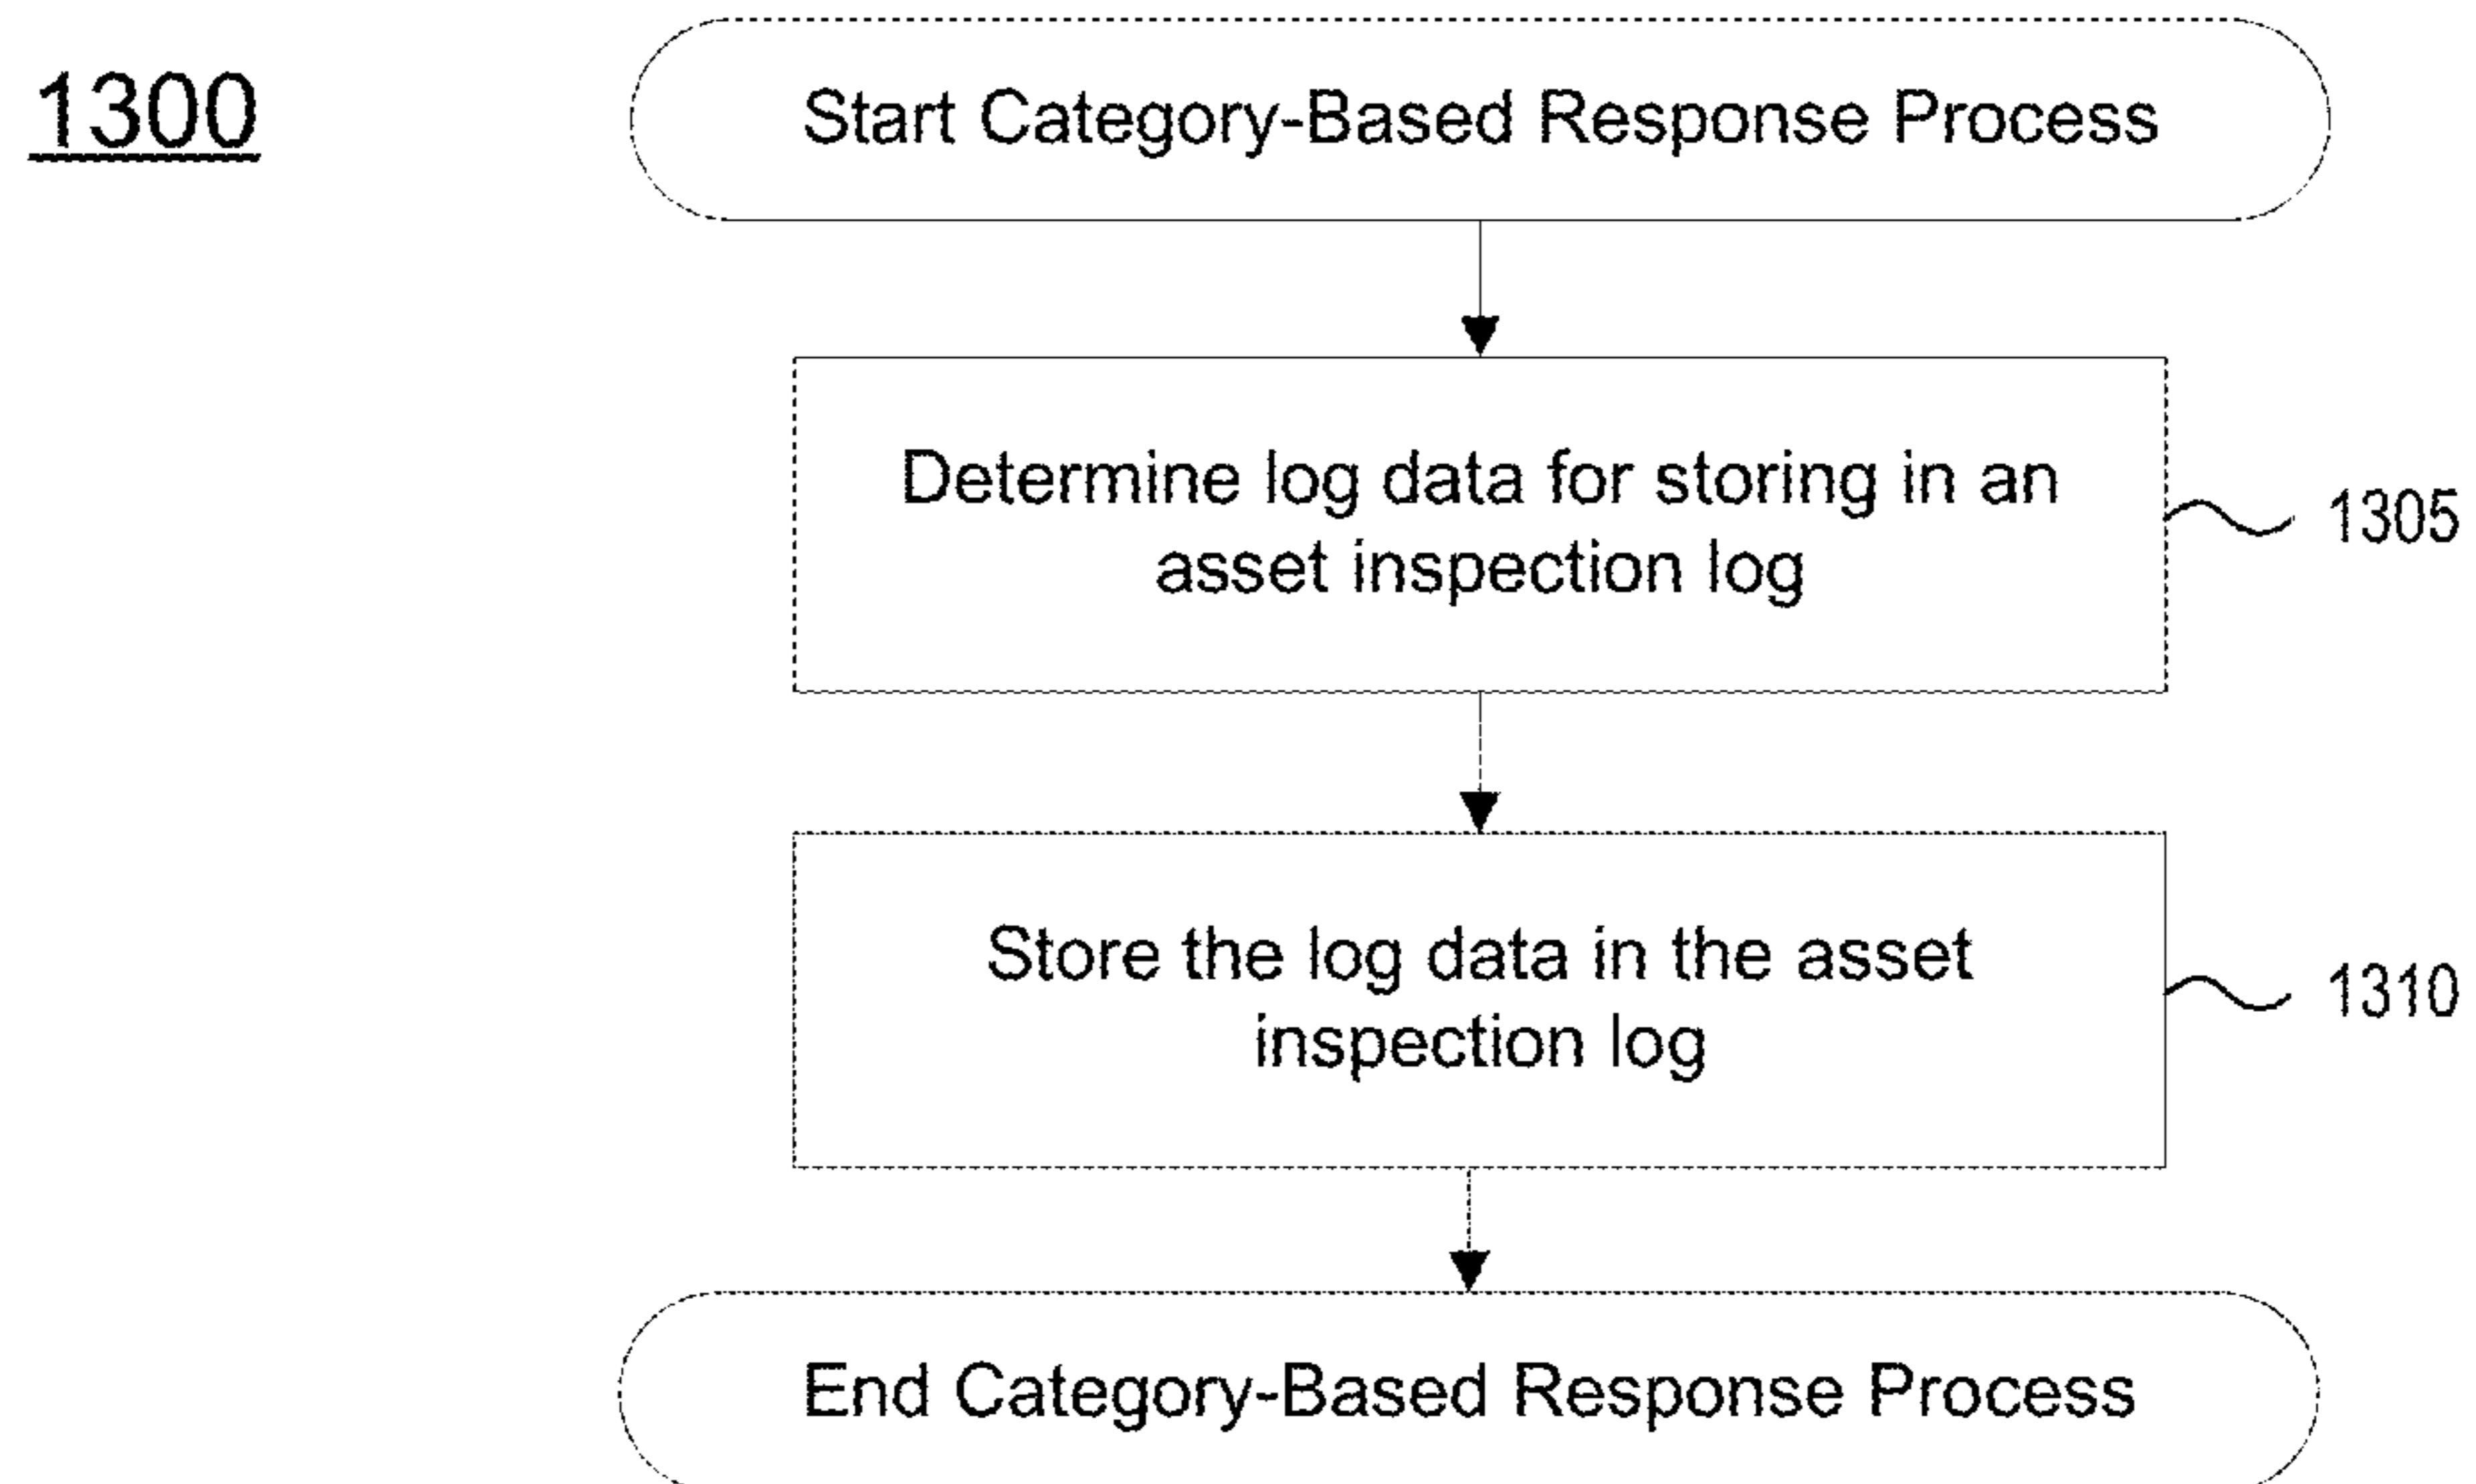 1300
Start Category-Based Response Process
Determine log data for storing in an
asset inspection log
1305
Store the log data in the asset
inspection log
1310
End Category-Based Response Process